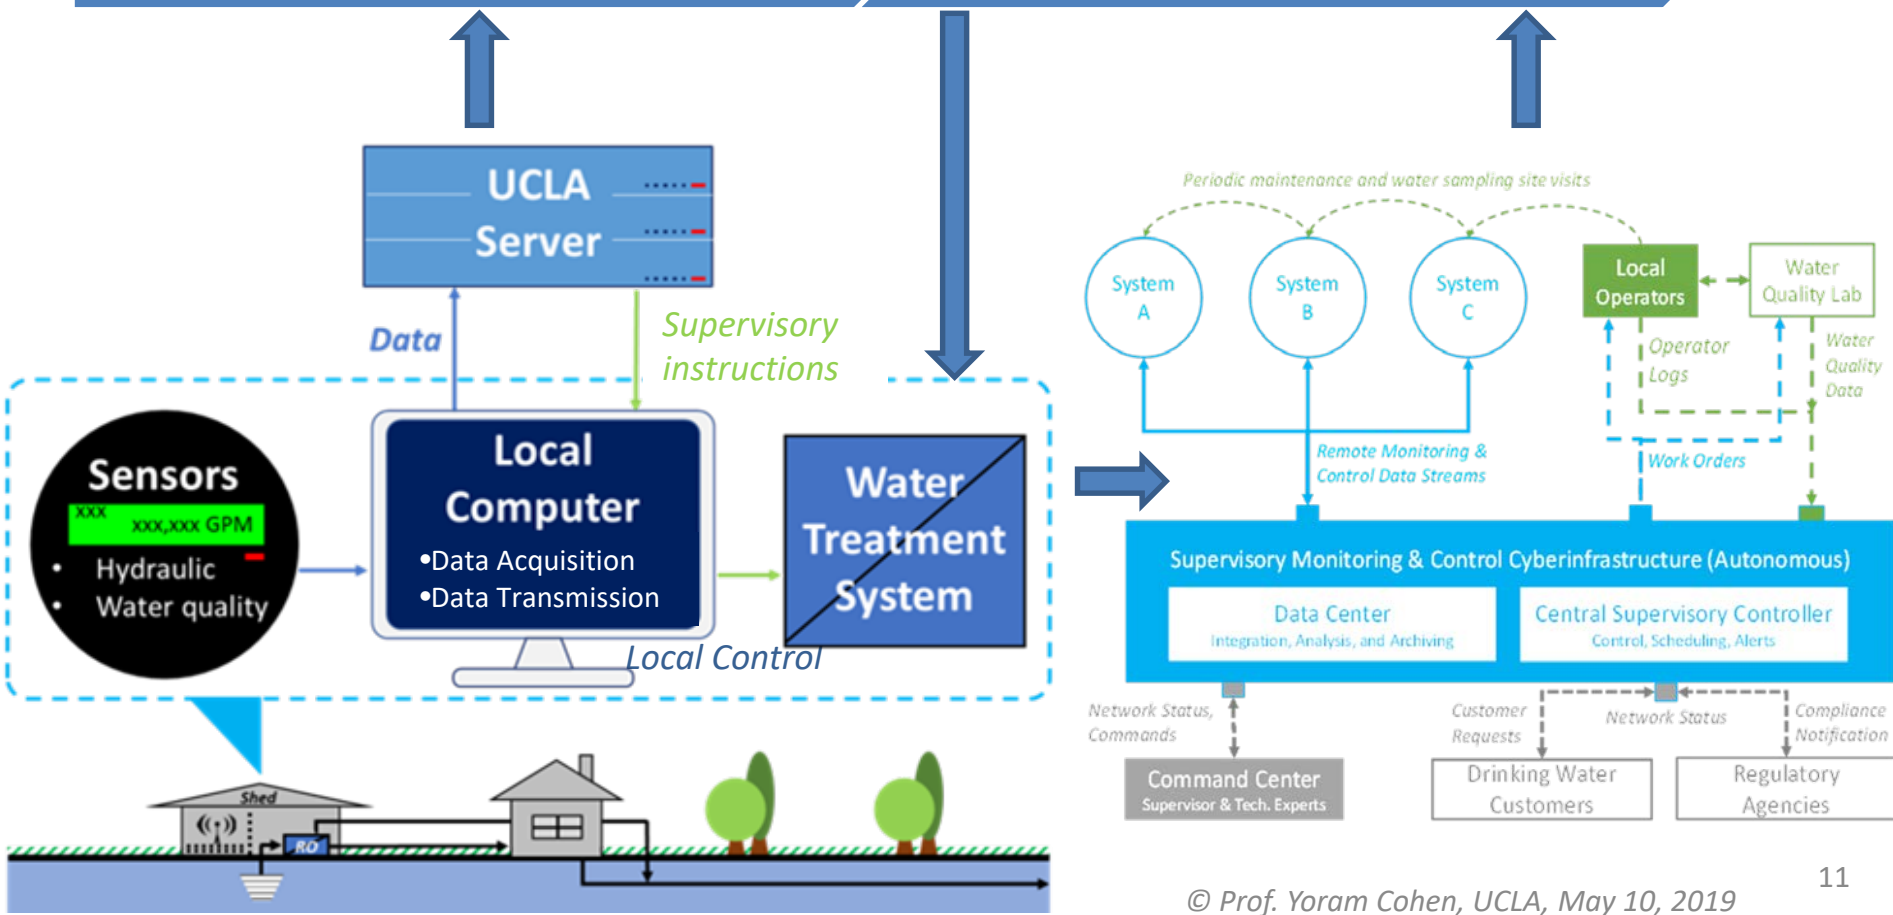 UCLA
Server
Data
Supervisory
instructions
Sensors
xxx
xxx,xxx GPM
• Hydraulic
• Water quality
Local
Computer
•Data Acquisition
•Data Transmission
Water
Treatment
System
Local Control
Shed
RO
Periodic maintenance and water sampling site visits
System
A
System
B
System
C
Local
Operators
Water
Quality Lab
Operator
Logs
Water
Quality
Data
Remote Monitoring &
Control Data Streams
Work Orders
Supervisory Monitoring & Control Cyberinfrastructure (Autonomous)
Data Center
Integration, Analysis, and Archiving
Central Supervisory Controller
Control, Scheduling, Alerts
Network Status,
Commands
Customer
Requests
Network Status
Compliance
Notification
Command Center
Supervisor & Tech. Experts
Drinking Water
Customers
Regulatory
Agencies
© Prof. Yoram Cohen, UCLA, May 10, 2019
11